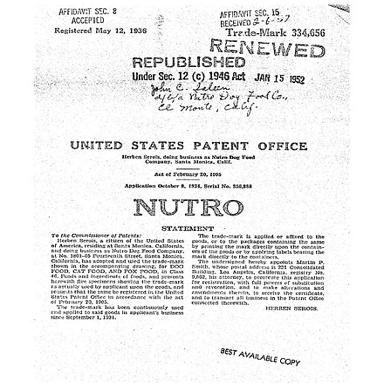 AFFIDAVIT SEC. 8
ACCEPTED
Registered May 12, 1936
AFFIDAVIT SEC. 15
RECEIVED 2-6-57
Trade-Mark 334,656
RENEWED
REPUBLISHED
Under Sec. 12 (c) 1946 Act JAN 15 1952
John C.
d/b/a Nutro Dog Food Co.,
El Monte, Calif.
UNITED STATES PATENT OFFICE
Herben Serois, doing business as Nutro Dog Food
Company, Santa Monica, Calif.
Act of February 20, 1905
Application October 8, 1934, Serial No.
NUTRO
STATEMENT
To the Commissioner of Patents:
Herben Serois, a citizen of the United States
of America, residing at Santa Monica, California,
and doing business as Nutro Dog Food Company,
at No. Fourteenth Street, Santa Monica,
California, has adopted and used the trade-mark
shown in the accompanying drawing, for DOG
FOOD, CAT FOOD, AND FOX FOOD, in Class
46, Foods and ingredients of foods, and presents
herewith five specimens showing the trade-mark
as actually used by applicant upon the goods, and
requests that the same be registered in the United
States Patent Office in accordance with the act
of February 20, 1905.
The trade-mark has been continuously used
and applied to said goods in applicant's business
since September 1, 1934.
The trade-mark is applied or affixed to the
goods, or to the packages containing the same
by printing the mark directly upon the contain-
ers of the goods or by applying labels bearing the
mark directly to the containers.
The undersigned hereby appoints Martin P.
Smith, whose postal address is 221 Consolidated
Building, Los Angeles, California, registry No.
9,862, his attorney, to prosecute this application
for registration, with full powers of substitution
and revocation, and to make alterations and
amendments therein, to receive the certificate,
and to transact all business in the Patent Office
connected therewith.
HERBEN SEROIS.
BEST AVAILABLE COPY